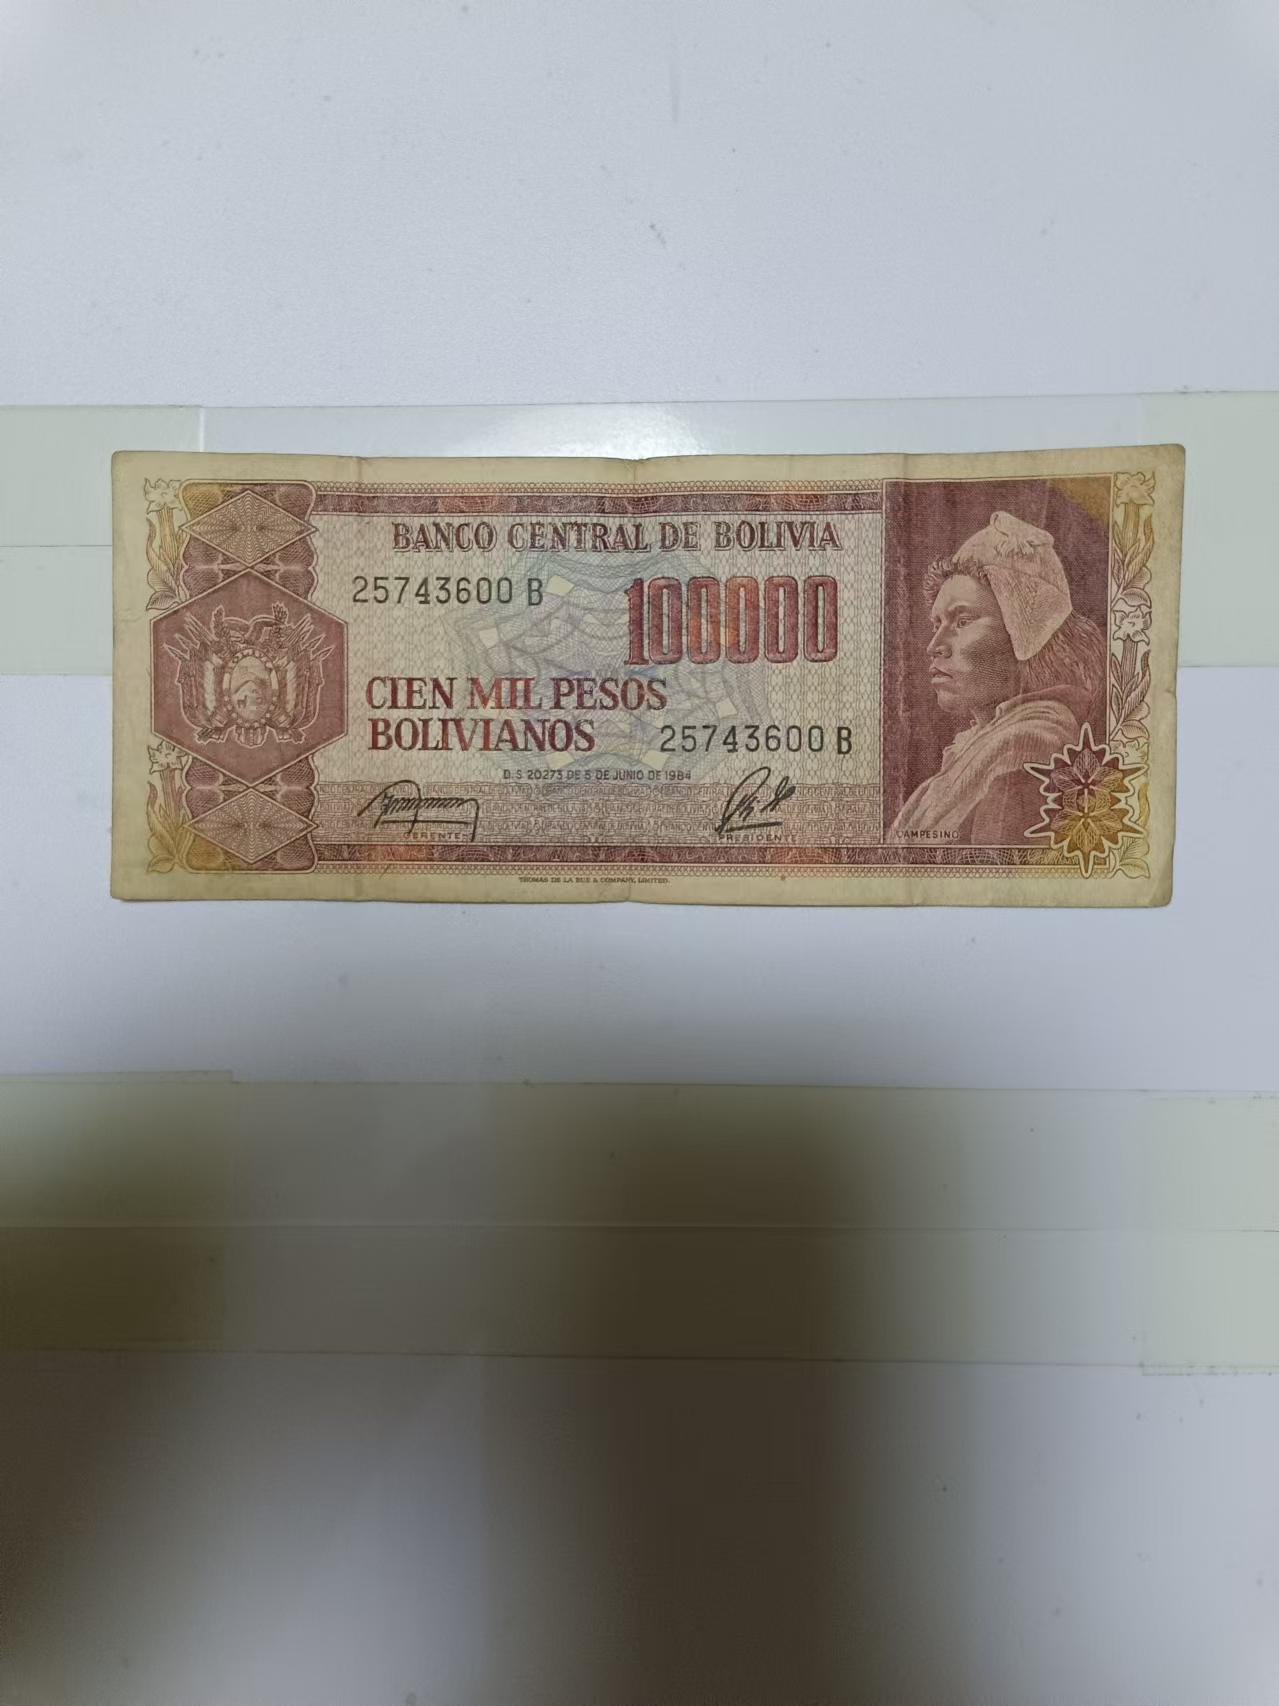 BANCO CENTRAL DE BOLIVIA
25743600 B
100000
CIEN MIL PESOS
BOLIVIANOS
25743600 B
D.S 20273 DE 5 DE JUNIO DE 1984
GERENTE
PRESIDENTE
CAMPESINO
THOMAS DE LA RUE & COMPANY, LIMITED.